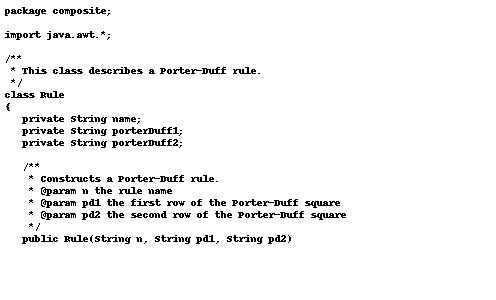 package composite;
import java.awt.*;
/**
* This class describes a Porter-Duff rule.
*/
class Rule
{
private String name;
private String porterDuff1;
private String porterDuff2;
/**
* Constructs a Porter-Duff rule.
* @param n the rule name
* @param pd1 the first row of the Porter-Duff square
* @param pd2 the second row of the Porter-Duff square
*/
public Rule(String n, String pd1, String pd2)